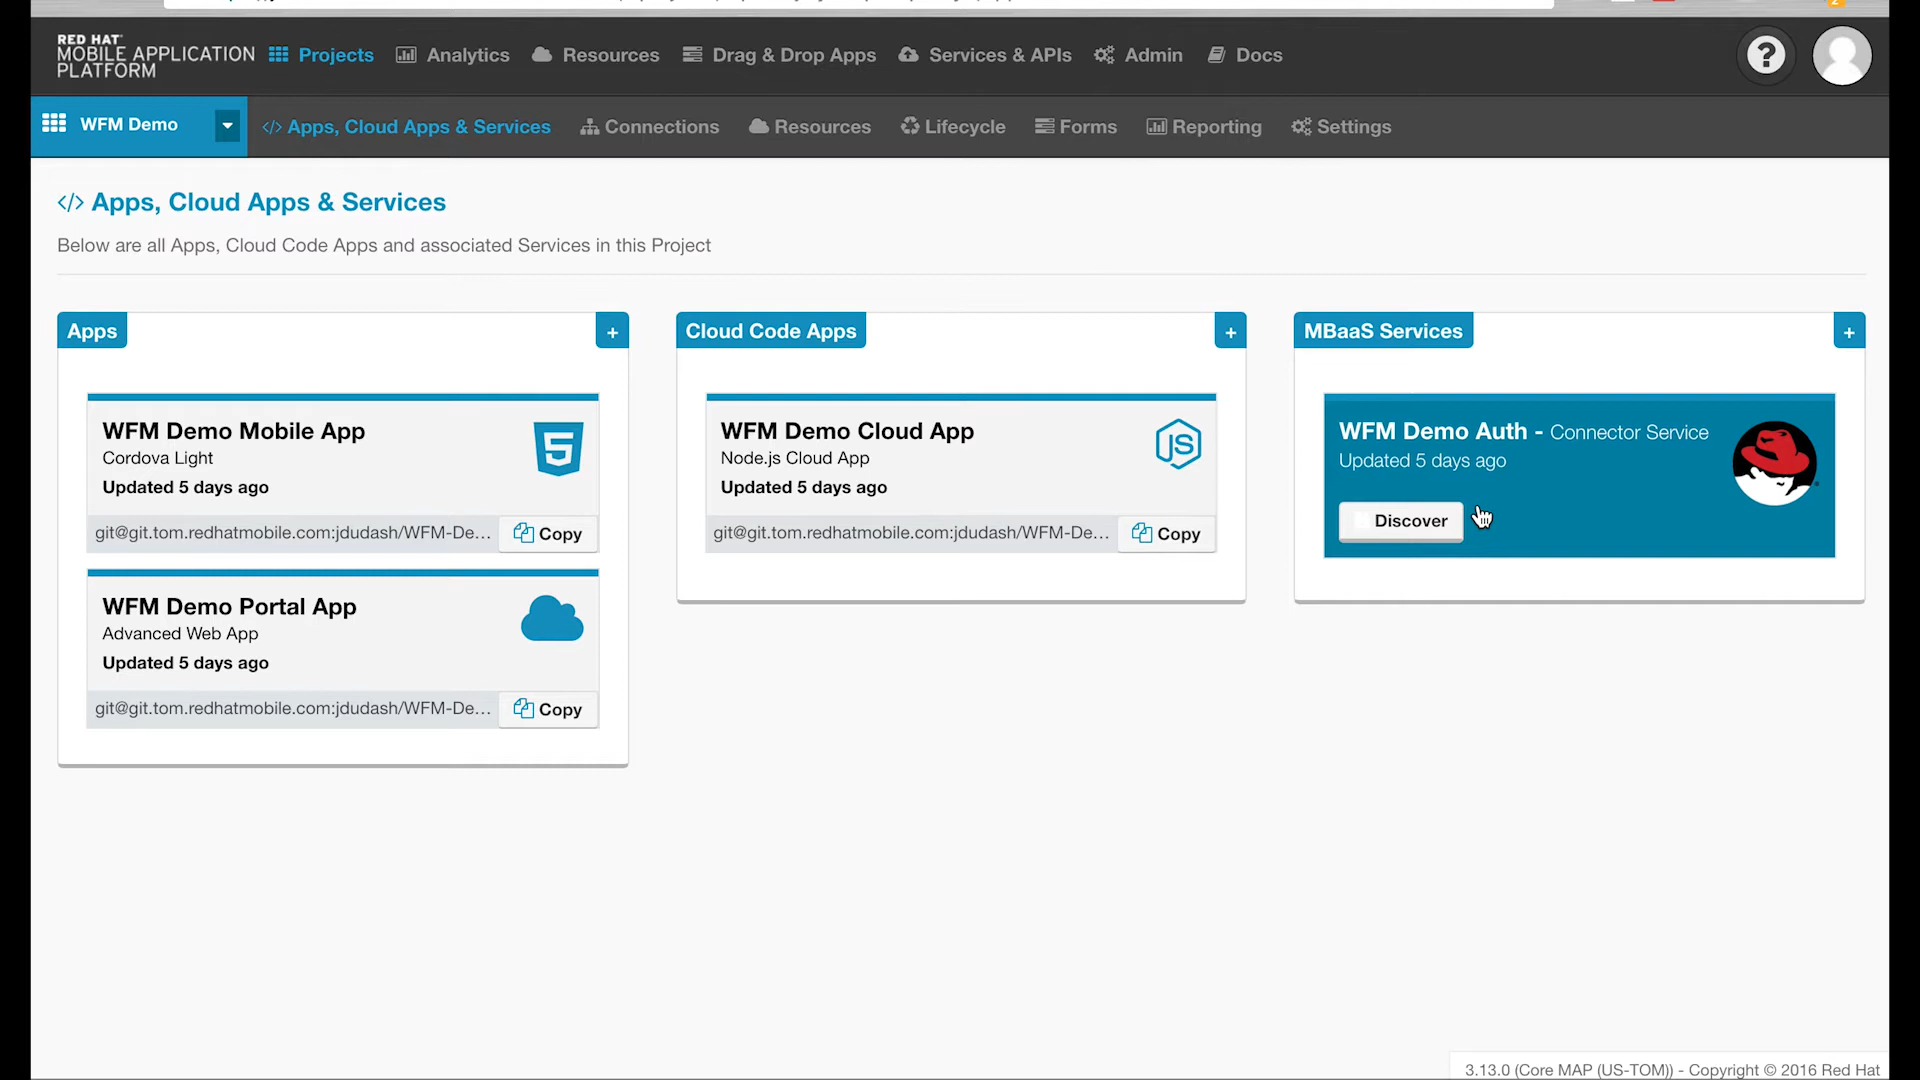 RED HAT
MOBILE APPLICATION
PLATFORM
Projects
Analytics
Resources
Drag & Drop Apps
Services & APIs
Admin
Docs
?
WFM Demo
</> Apps, Cloud Apps & Services
Connections
Resources
Lifecycle
Forms
Reporting
Settings
</> Apps, Cloud Apps & Services
Below are all Apps, Cloud Code Apps and associated Services in this Project
Apps
+
WFM Demo Mobile App
Cordova Light
Updated 5 days ago
5
git@git.tom.redhatmobile.com:jdudash/WFM-De...
Copy
WFM Demo Portal App
Advanced Web App
Updated 5 days ago
git@git.tom.redhatmobile.com:jdudash/WFM-De...
Copy
Cloud Code Apps
+
WFM Demo Cloud App
Node.js Cloud App
Updated 5 days ago
JS
git@git.tom.redhatmobile.com:jdudash/WFM-De...
Copy
MBaaS Services
+
WFM Demo Auth - Connector Service
Updated 5 days ago
Discover
3.13.0 (Core MAP (US-TOM)) - Copyright © 2016 Red Hat